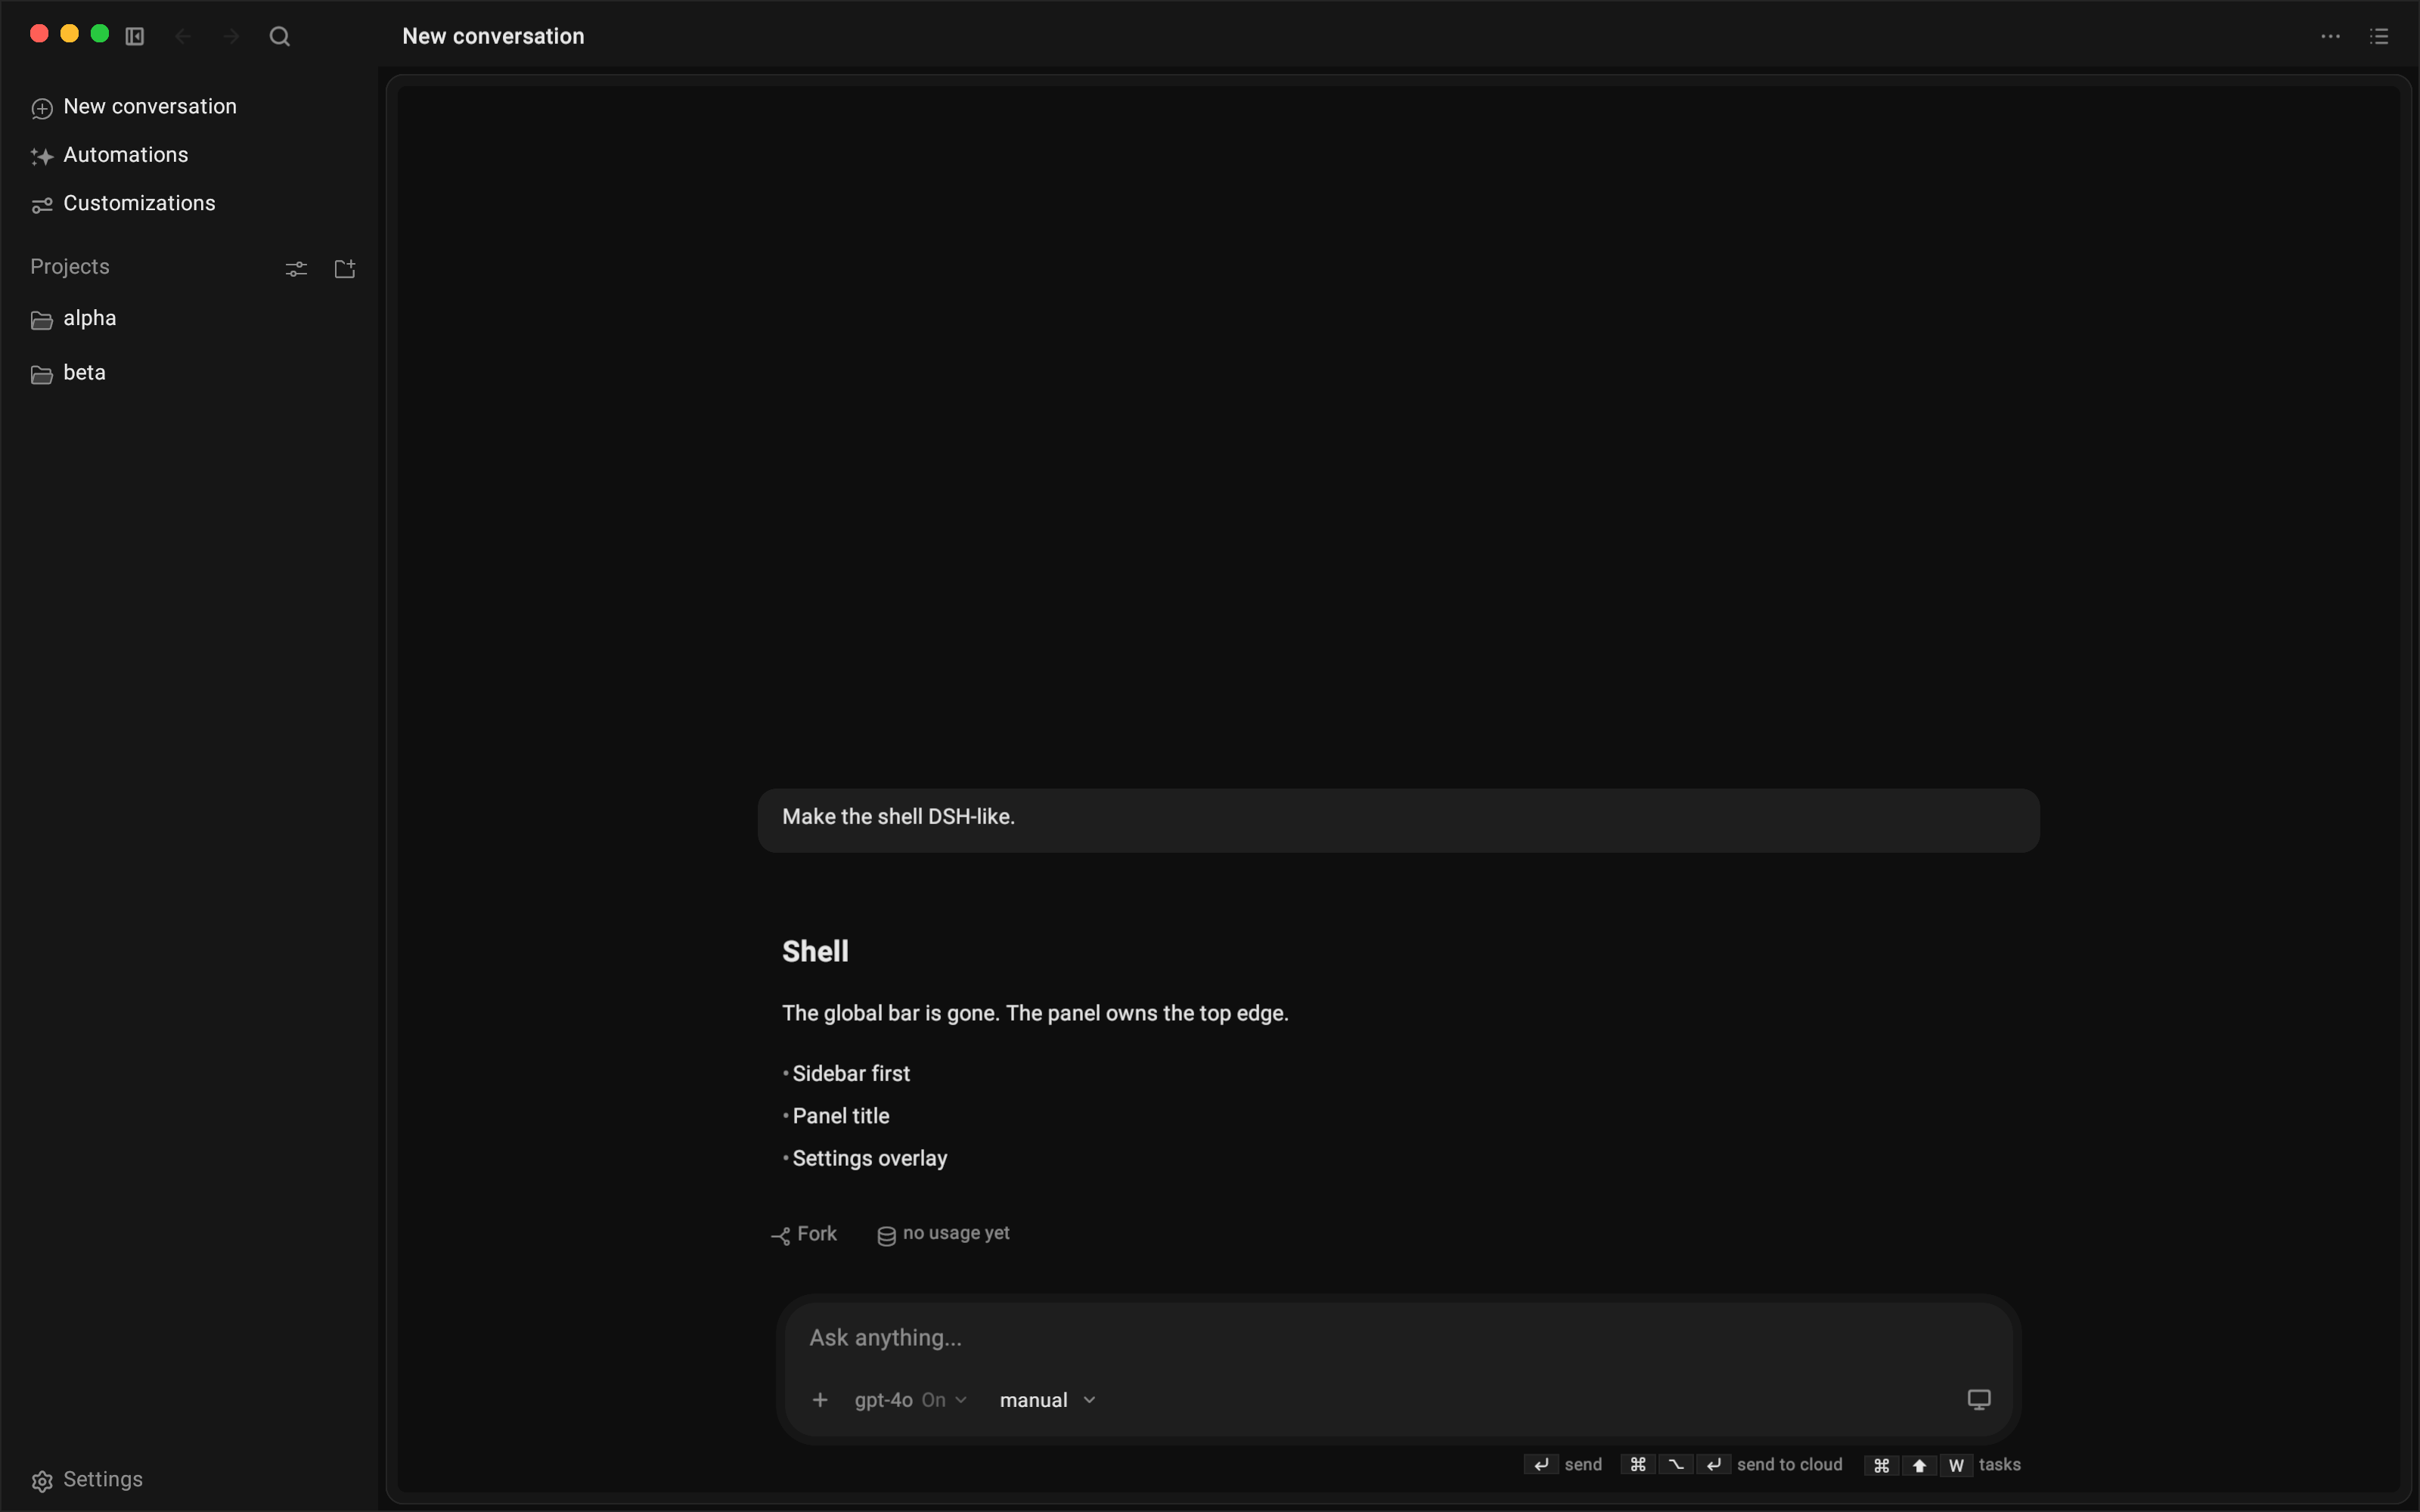 New conversation
New conversation
Automations
Customizations
Projects
alpha
beta
Make the shell DSH-like.
Shell
The global bar is gone. The panel owns the top edge.
• Sidebar first
• Panel title
• Settings overlay
Fork no usage yet
Ask anything...
+ gpt-4o On manual
↵ send ⌘ ⌥ ↵ send to cloud ⌘ ⬆ W tasks
Settings